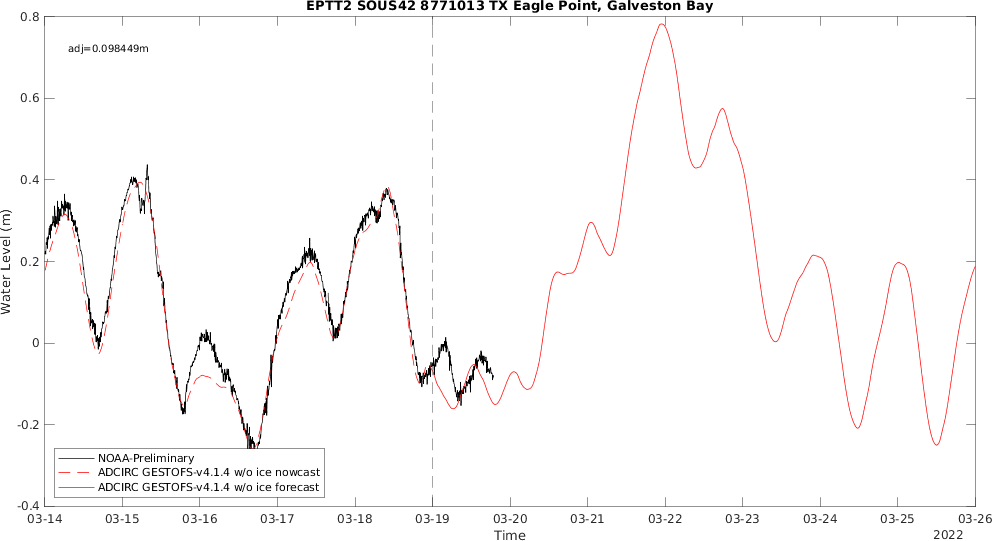 EPTT2 SOUS42 8771013 TX Eagle Point, Galveston Bay
adj=0.098449m
0.8
0.6
0.4
0.2
0
-0.2
-0.4
Water Level (m)
NOAA-Preliminary
ADCIRC GESTOFS-v4.1.4 w/o ice nowcast
ADCIRC GESTOFS-v4.1.4 w/o ice forecast
03-14 03-15 03-16 03-17 03-18 03-19 03-20 03-21 03-22 03-23 03-24 03-25 03-26
Time
2022